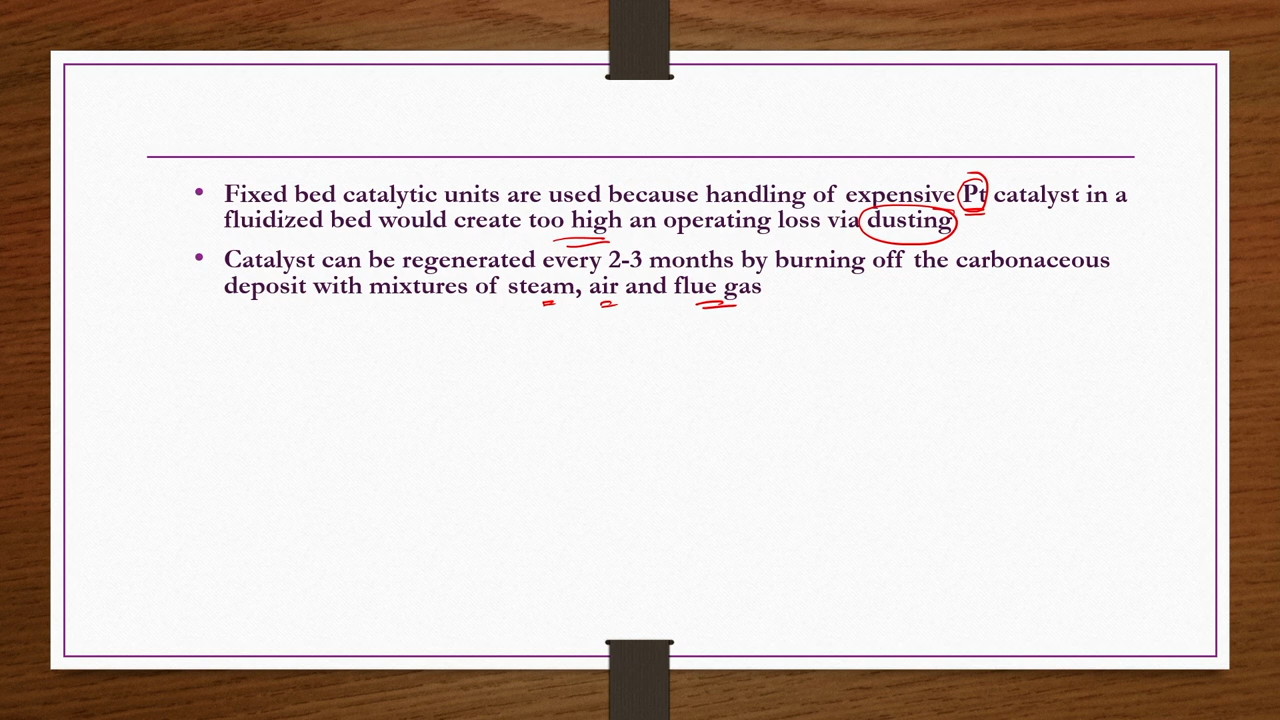 • Fixed bed catalytic units are used because handling of expensive Pt catalyst in a
fluidized bed would create too high an operating loss via dusting
• Catalyst can be regenerated every 2-3 months by burning off the carbonaceous
deposit with mixtures of steam, air and flue gas